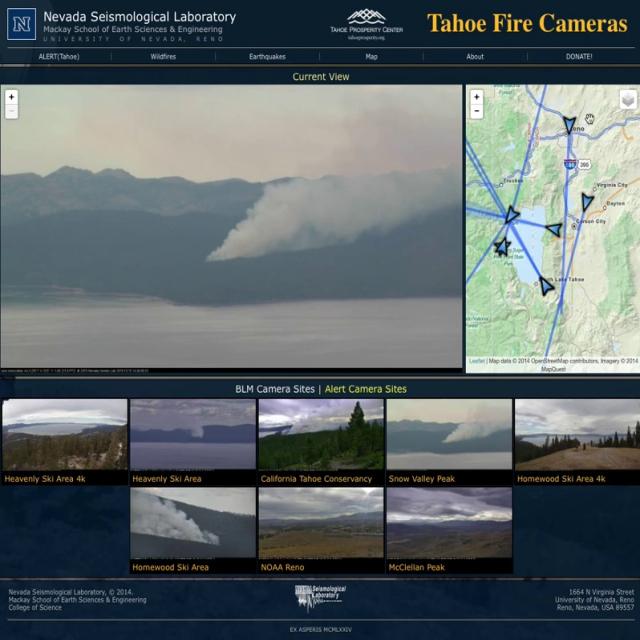 Nevada Seismological Laboratory
Mackay School of Earth Sciences & Engineering
UNIVERSITY OF NEVADA, RENO
TAHOE PROSPERITY CENTER
tahoeprosperity.org
Tahoe Fire Cameras
ALERT(Tahoe) Wildfires Earthquakes Map About DONATE!
Current View
Reno
Truckee
395
Virginia City
Dayton
Carson City
Lake Tahoe
Leaflet | Map data © 2014 OpenStreetMap contributors, Imagery © 2014
MapQuest
BLM Camera Sites | Alert Camera Sites
Heavenly Ski Area 4k Heavenly Ski Area California Tahoe Conservancy Snow Valley Peak Homewood Ski Area 4k
Homewood Ski Area NOAA Reno McClellan Peak
Nevada Seismological Laboratory, © 2014.
Mackay School of Earth Sciences & Engineering
College of Science
Seismological
Laboratory
1664 N Virginia Street
University of Nevada, Reno
Reno, Nevada, USA 89557
EX ASPERIS MCMLXXIV